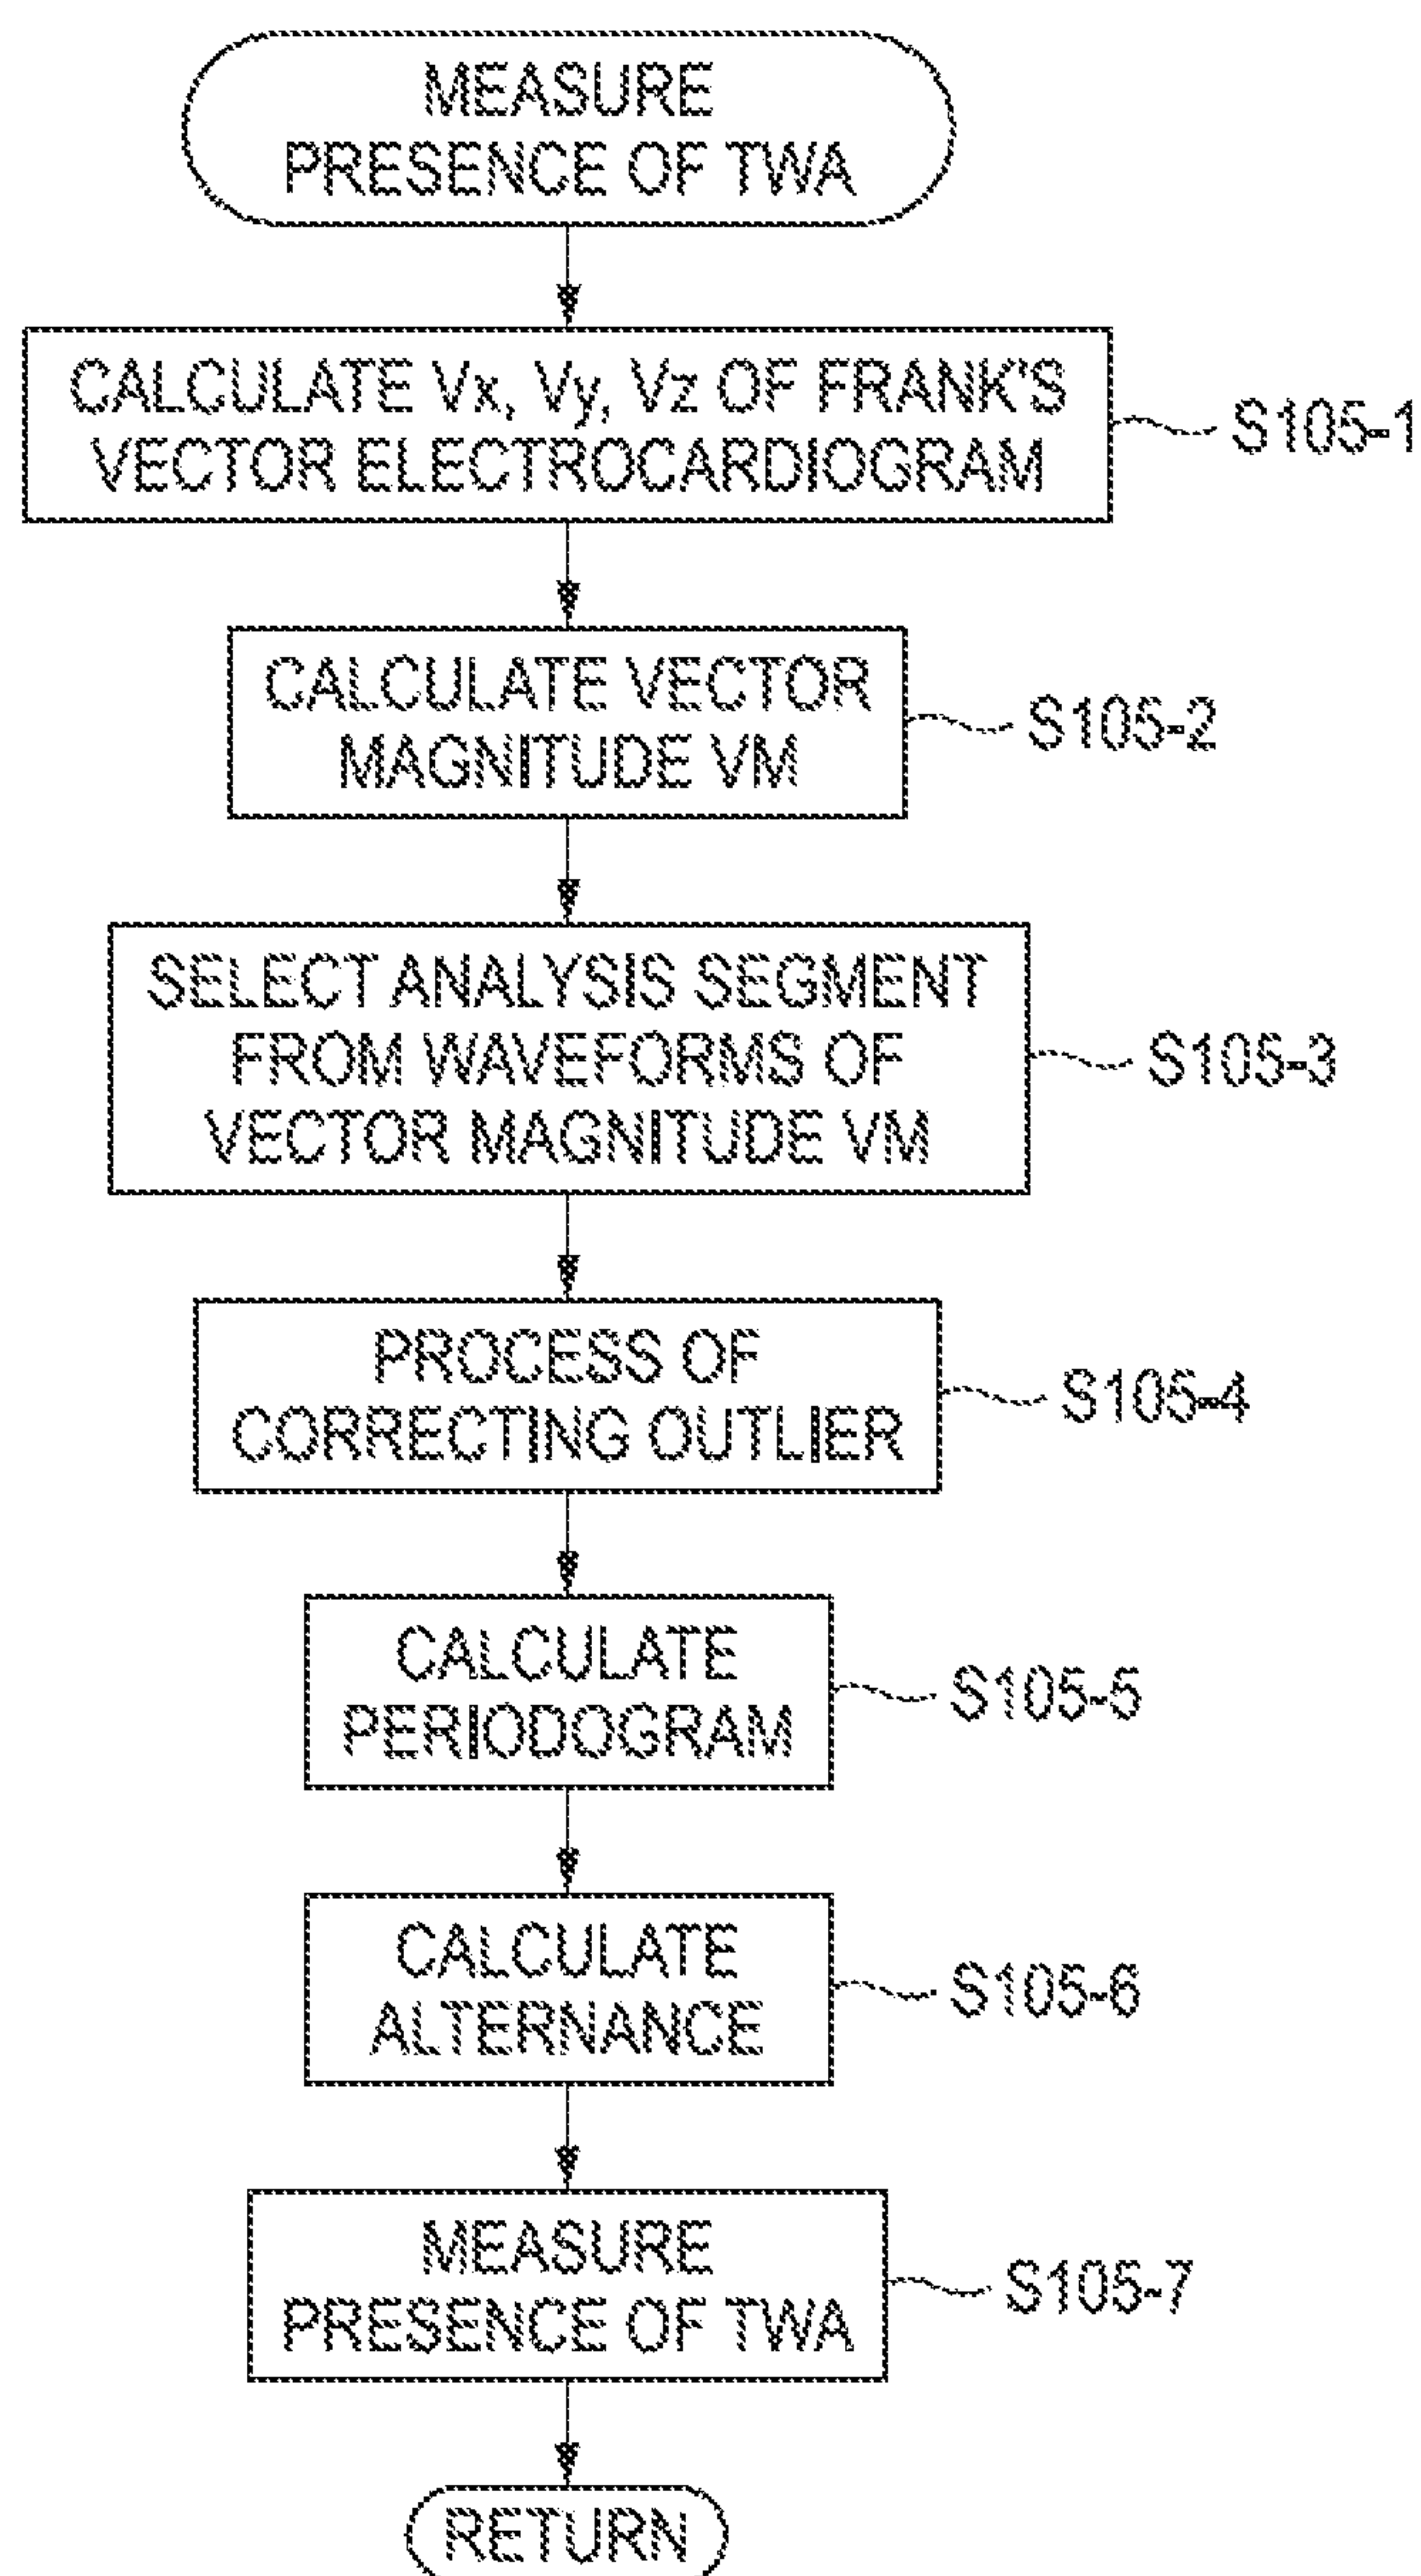 MEASURE
PRESENCE OF TWA
CALCULATE Vx, Vy, Vz OF FRANK'S
VECTOR ELECTROCARDIOGRAM
S105-1
CALCULATE VECTOR
MAGNITUDE VM
S105-2
SELECT ANALYSIS SEGMENT
FROM WAVEFORMS OF
VECTOR MAGNITUDE VM
S105-3
PROCESS OF
CORRECTING OUTLIER
S105-4
CALCULATE
PERIODOGRAM
S105-5
CALCULATE
ALTERNANCE
S105-6
MEASURE
PRESENCE OF TWA
S105-7
RETURN